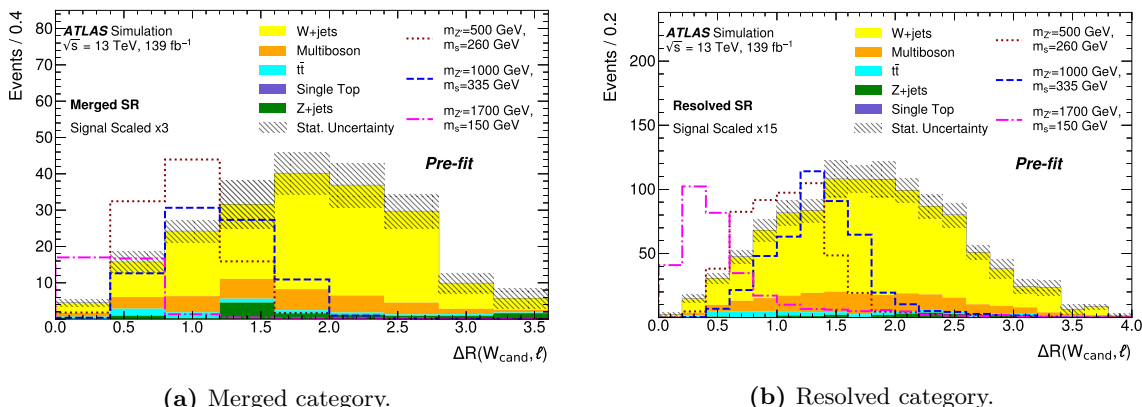 Events / 0.4
80
70
60
50
40
30
20
10
ATLAS Simulation
√s = 13 TeV, 139 fb⁻¹
Merged SR
Signal Scaled x3
W+jets
Multiboson
tt̄
Single Top
Z+jets
Stat. Uncertainty
m_Z'=500 GeV,
m_s=260 GeV
m_Z'=1000 GeV,
m_s=335 GeV
m_Z'=1700 GeV,
m_s=150 GeV
Pre-fit
0.0 0.5 1.0 1.5 2.0 2.5 3.0 3.5
ΔR(W_cand, ℓ)
(a) Merged category.
Events / 0.2
200
150
100
50
ATLAS Simulation
√s = 13 TeV, 139 fb⁻¹
Resolved SR
Signal Scaled x15
W+jets
Multiboson
tt̄
Z+jets
Single Top
Stat. Uncertainty
m_Z'=500 GeV,
m_s=260 GeV
m_Z'=1000 GeV,
m_s=335 GeV
m_Z'=1700 GeV,
m_s=150 GeV
Pre-fit
0.0 0.5 1.0 1.5 2.0 2.5 3.0 3.5 4.0
ΔR(W_cand, ℓ)
(b) Resolved category.